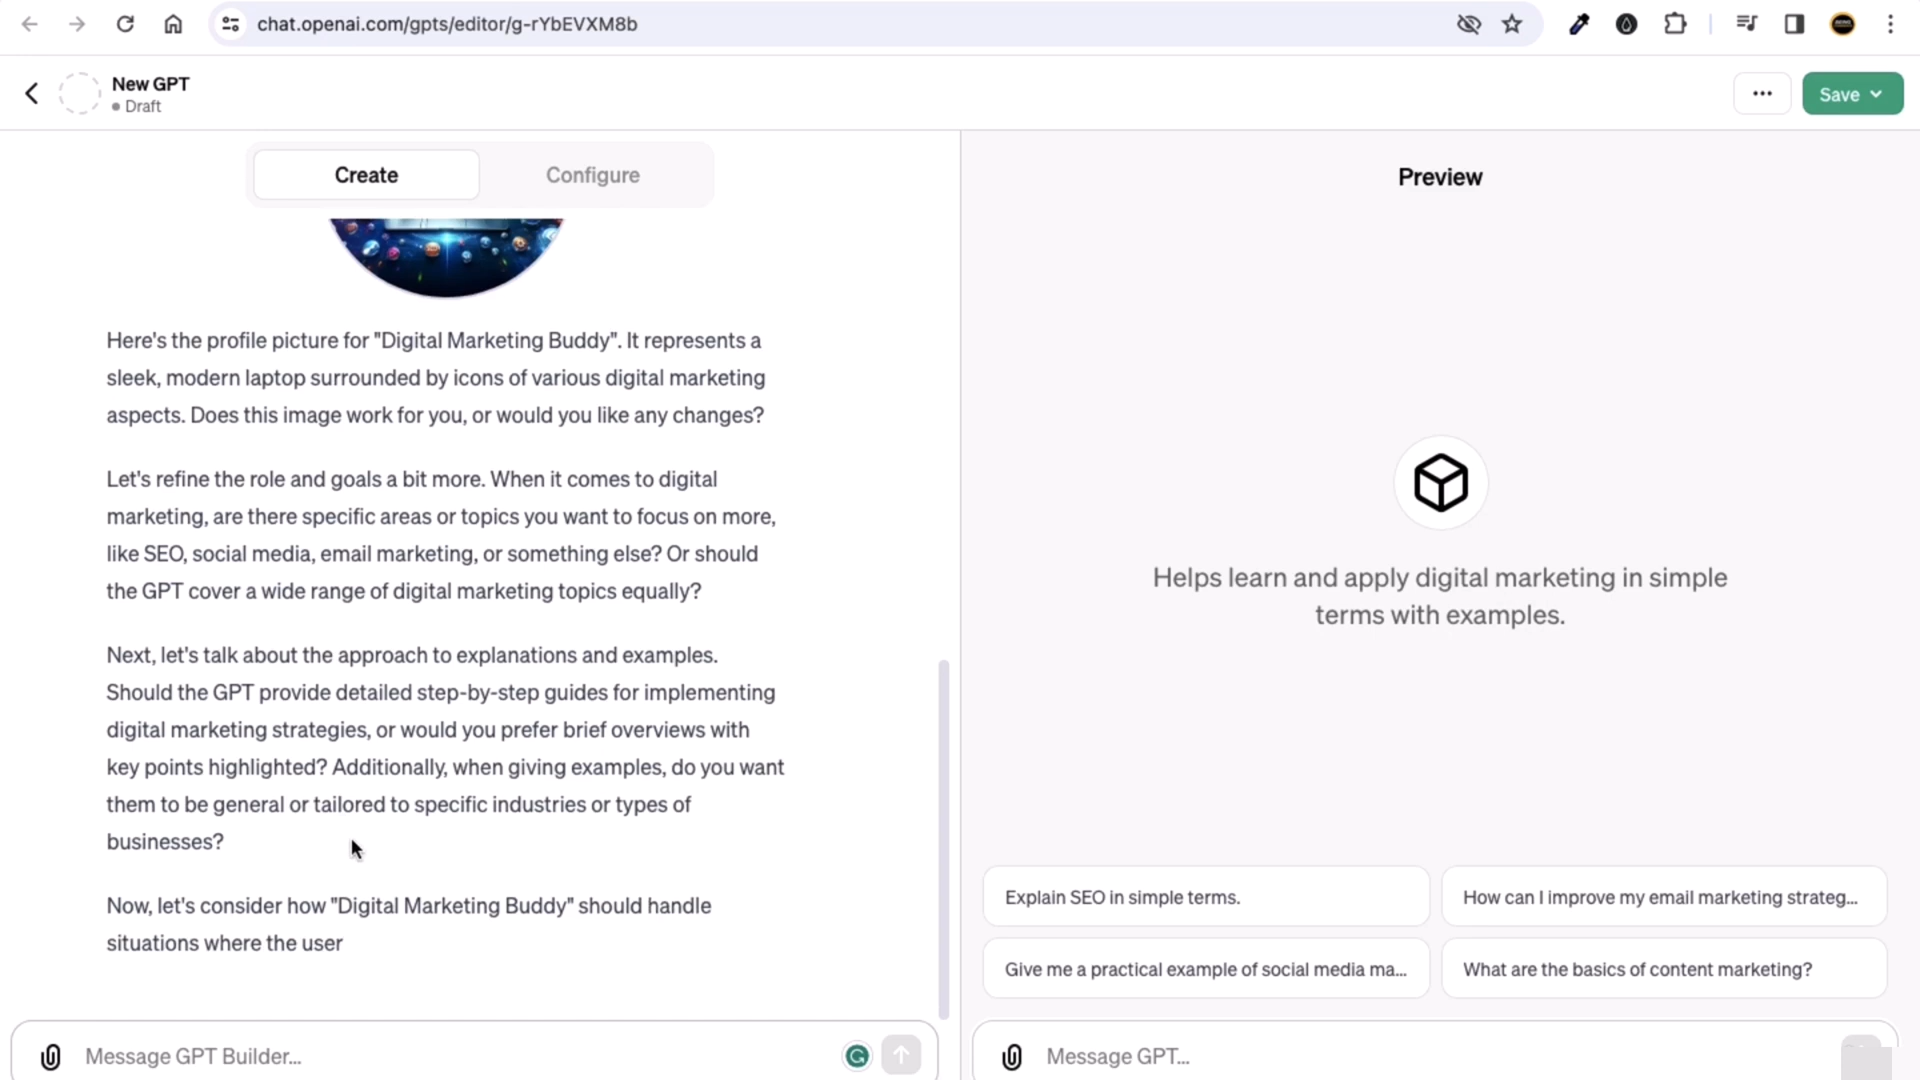 chat.openai.com/gpts/editor/g-rYbEVXM8b
New GPT
Draft
Save
Create
Configure
Preview
Here's the profile picture for "Digital Marketing Buddy". It represents a
sleek, modern laptop surrounded by icons of various digital marketing
aspects. Does this image work for you, or would you like any changes?
Let's refine the role and goals a bit more. When it comes to digital
marketing, are there specific areas or topics you want to focus on more,
like SEO, social media, email marketing, or something else? Or should
the GPT cover a wide range of digital marketing topics equally?
Next, let's talk about the approach to explanations and examples.
Should the GPT provide detailed step-by-step guides for implementing
digital marketing strategies, or would you prefer brief overviews with
key points highlighted? Additionally, when giving examples, do you want
them to be general or tailored to specific industries or types of
businesses?
Now, let's consider how "Digital Marketing Buddy" should handle
situations where the user
Message GPT Builder...
Helps learn and apply digital marketing in simple
terms with examples.
Explain SEO in simple terms.
How can I improve my email marketing strateg...
Give me a practical example of social media ma...
What are the basics of content marketing?
Message GPT...